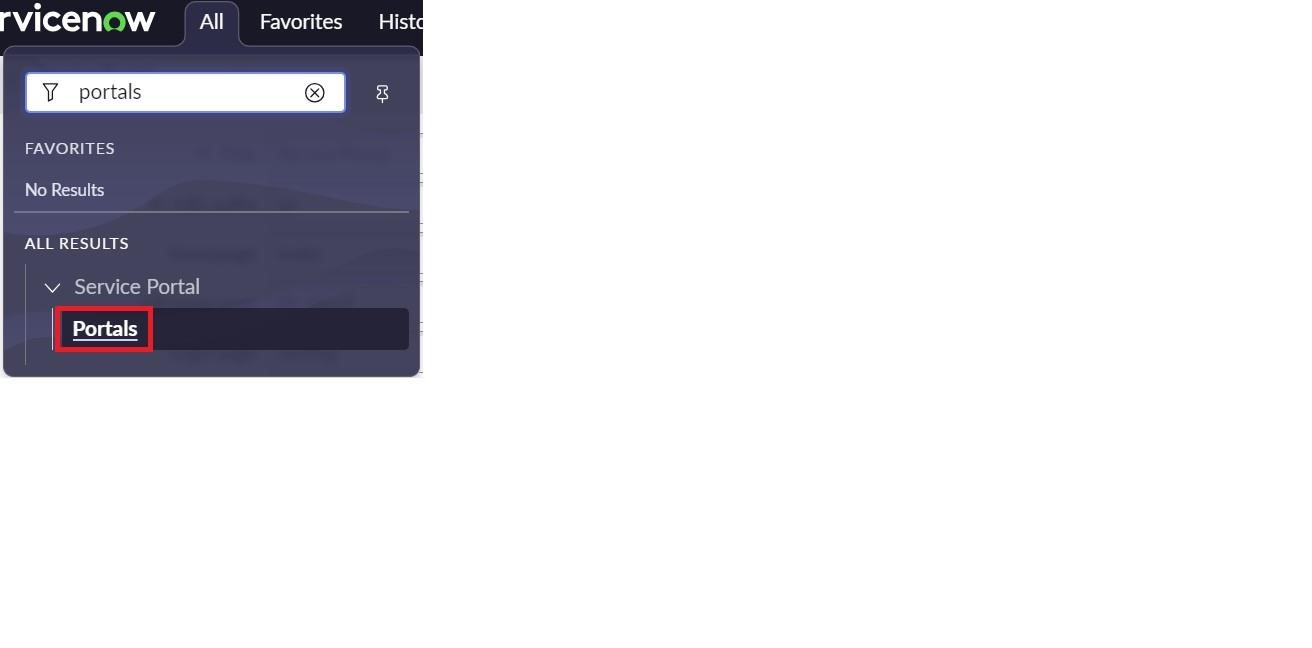 rvicenow All Favorites Histo
portals
FAVORITES
No Results
ALL RESULTS
Service Portal
Portals